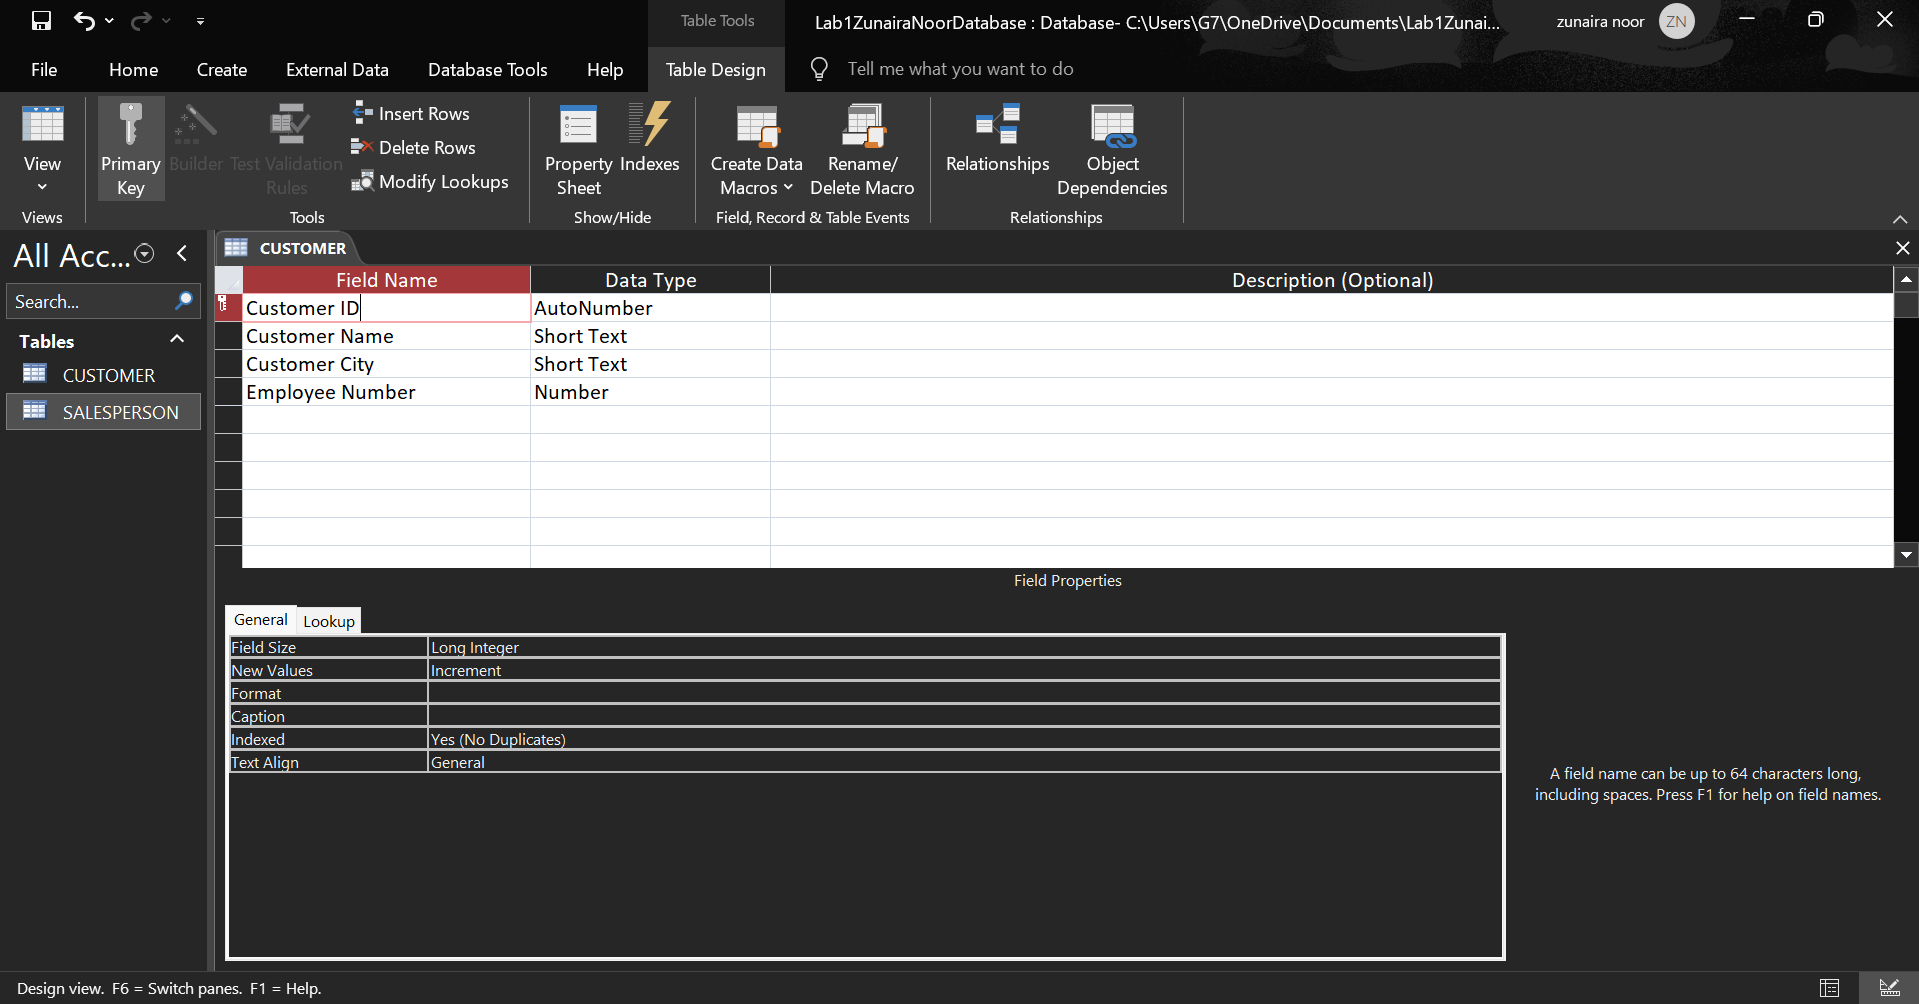 Table Tools
Lab1ZunairaNoorDatabase : Database- C:\Users\G7\OneDrive\Documents\Lab1Zunai...
zunaira noor
ZN
File
Home
Create
External Data
Database Tools
Help
Table Design
Tell me what you want to do
View
Views
Primary
Key
Builder
Test Validation
Rules
Insert Rows
Delete Rows
Modify Lookups
Tools
Property
Sheet
Indexes
Show/Hide
Create Data
Macros
Rename/
Delete Macro
Field, Record & Table Events
Relationships
Object
Dependencies
Relationships
All Acc...
Search...
Tables
CUSTOMER
SALESPERSON
CUSTOMER
Field Name Data Type Description (Optional)
Customer ID AutoNumber
Customer Name Short Text
Customer City Short Text
Employee Number Number
Field Properties
General Lookup
Field Size Long Integer
New Values Increment
Format
Caption
Indexed Yes (No Duplicates)
Text Align General
A field name can be up to 64 characters long,
including spaces. Press F1 for help on field names.
Design view. F6 = Switch panes. F1 = Help.